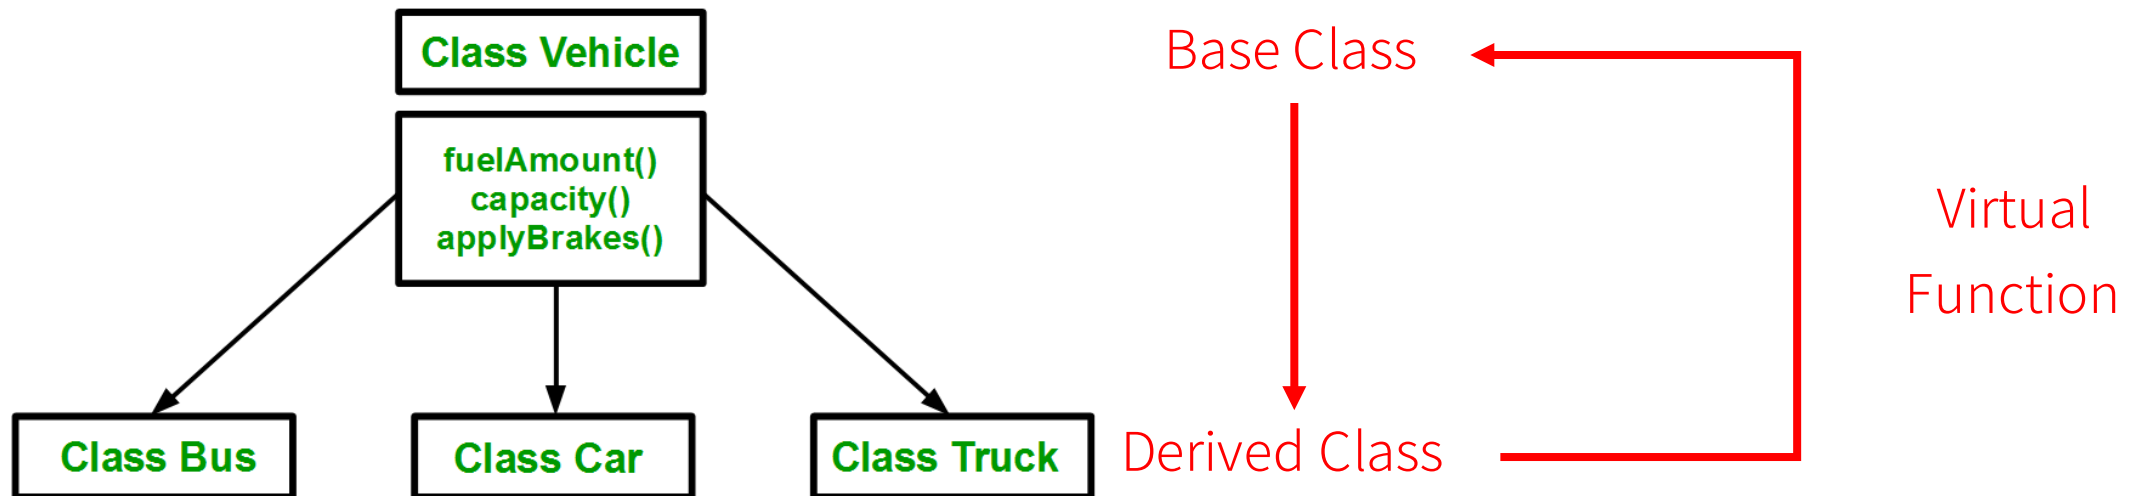 Class Vehicle
fuelAmount()
capacity()
applyBrakes()
Class Bus
Class Car
Class Truck
Base Class
Derived Class
Virtual
Function